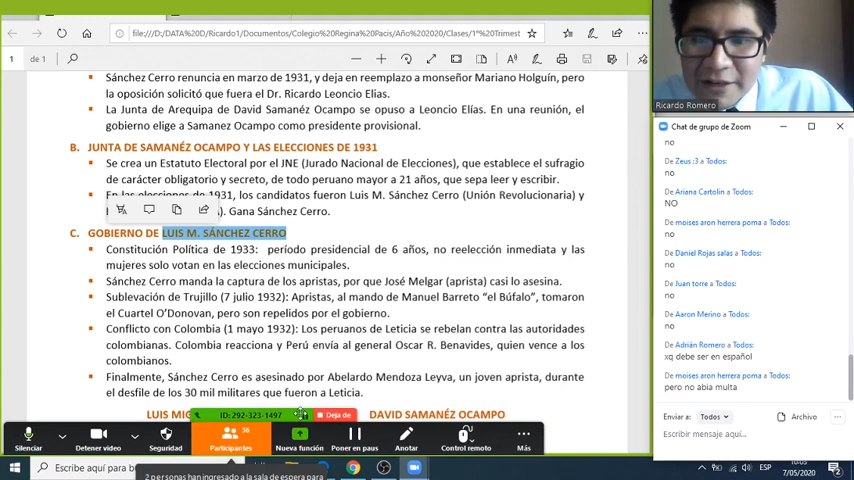 file:///D:/DATA%20D/Ricardo1/Documentos/Colegio%20Regina%20Pacis/Año%202020/Clases/1º%20Trimest
1 de 1
Sánchez Cerro renuncia en marzo de 1931, y deja en reemplazo a monseñor Mariano Holguín, pero
la oposición solicitó que fuera el Dr. Ricardo Leoncio Elias.
La Junta de Arequipa de David Samanéz Ocampo se opuso a Leoncio Elías. En una reunión, el
gobierno elige a Samanez Ocampo como presidente provisional.
B. JUNTA DE SAMANÉZ OCAMPO Y LAS ELECCIONES DE 1931
Se crea un Estatuto Electoral por el JNE (Jurado Nacional de Elecciones), que establece el sufragio
de carácter obligatorio y secreto, de todo peruano mayor a 21 años, que sepa leer y escribir.
En las elecciones de 1931, los candidatos fueron Luis M. Sánchez Cerro (Unión Revolucionaria) y
Gana Sánchez Cerro.
C. GOBIERNO DE LUIS M. SÁNCHEZ CERRO
Constitución Política de 1933: período presidencial de 6 años, no reelección inmediata y las
mujeres solo votan en las elecciones municipales.
Sánchez Cerro manda la captura de los apristas, por que José Melgar (aprista) casi lo asesina.
Sublevación de Trujillo (7 julio 1932): Apristas, al mando de Manuel Barreto “el Búfalo”, tomaron
el Cuartel O’Donovan, pero son repelidos por el gobierno.
Conflicto con Colombia (1 mayo 1932): Los peruanos de Leticia se rebelan contra las autoridades
colombianas. Colombia reacciona y Perú envía al general Oscar R. Benavides, quien vence a los
colombianos.
Finalmente, Sánchez Cerro es asesinado por Abelardo Mendoza Leyva, un joven aprista, durante
el desfile de los 30 mil militares que fueron a Leticia.
LUIS MIG
DAVID SAMANÉZ OCAMPO
ID: 292-323-1497
Deja de
Silenciar
Detener video
Seguridad
36
Participantes
Nueva función
Poner en paus
Anotar
Control remoto
Más
2 personas han ingresado a la sala de espera para
Escribe aquí para bus
Ricardo Romero
Chat de grupo de Zoom
no
De Zeus :3 a Todos:
no
De Ariana Cartolin a Todos:
NO
De moises aron herrera poma a Todos:
no
De Daniel Rojas salas a Todos:
no
De Juan torre a Todos:
no
De Aaron Merino a Todos:
no
De Adrián Romero a Todos:
xq debe ser en español
De moises aron herrera poma a Todos:
pero no abia multa
Enviar a: Todos
Archivo
Escribir mensaje aquí...
ESP
10:05
7/05/2020
2